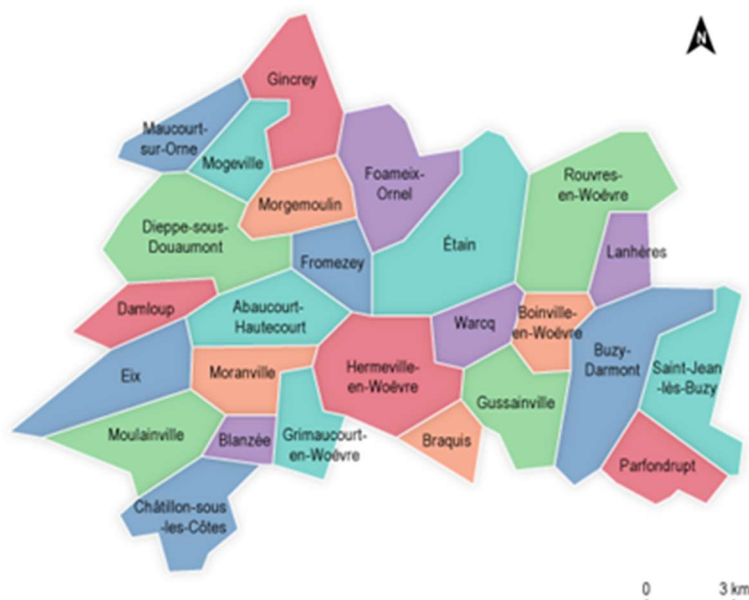 N
Gincrey
Maucourt-
sur-Orne
Mogeville
Foameix-
Ornel
Rouvres-
en-Woëvre
Morgemoulin
Dieppe-sous-
Douaumont
Étain
Lanhères
Fromezey
Damloup
Abaucourt-
Hautecourt
Warcq
Boinville-
en-Woëvre
Eix
Moranville
Hermeville-
en-Woëvre
Buzy-
Darmont
Saint-Jean
-lès-Buzy
Gussainville
Moulainville
Blanzée
Grimaucourt-
en-Woëvre
Braquis
Parfondrupt
Châtillon-sous
-les-Côtes
0 3 km